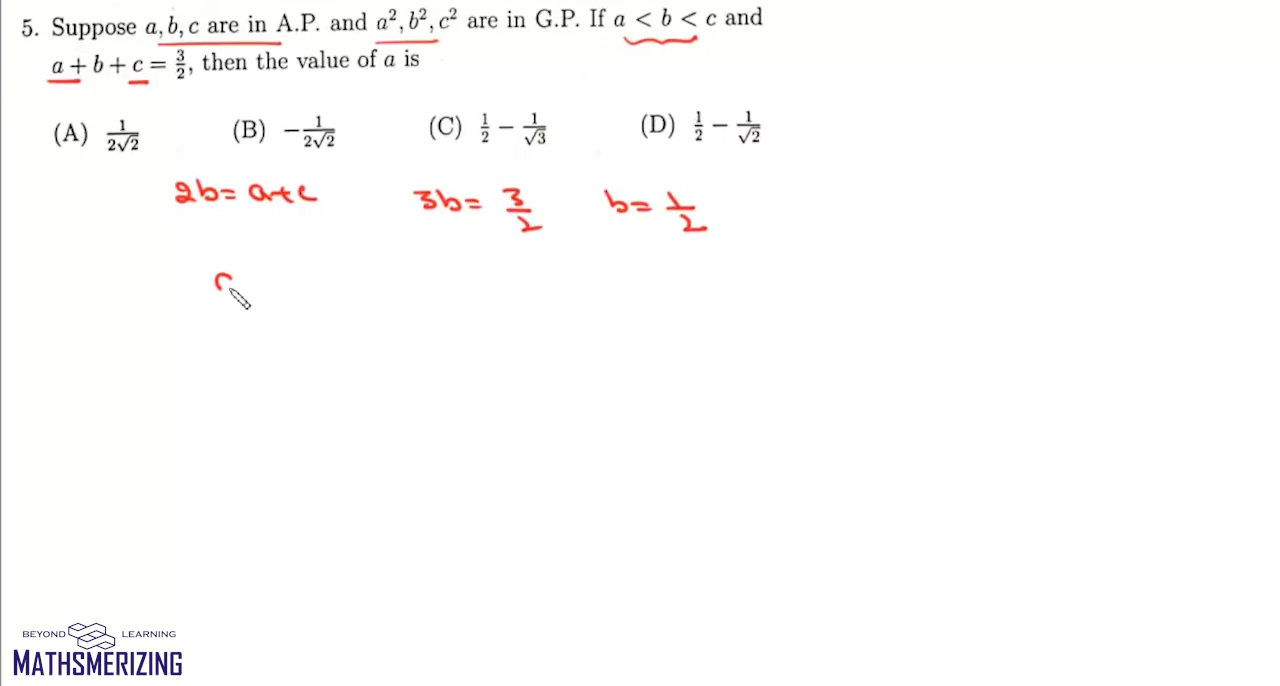 5. Suppose a, b, c are in A.P. and a², b², c² are in G.P. If a < b < c and
a + b + c = 3/2, then the value of a is
(A) 1/(2√2) (B) −1/(2√2) (C) 1/2 − 1/√3 (D) 1/2 − 1/√2
2b = a+c 3b = 3/2 b = 1/2
BEYOND LEARNING
MATHSMERIZING